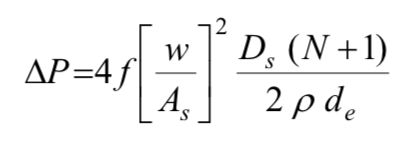 ΔP=4f[w/A_s]^2 D_s (N+1)/2 ρ d_e